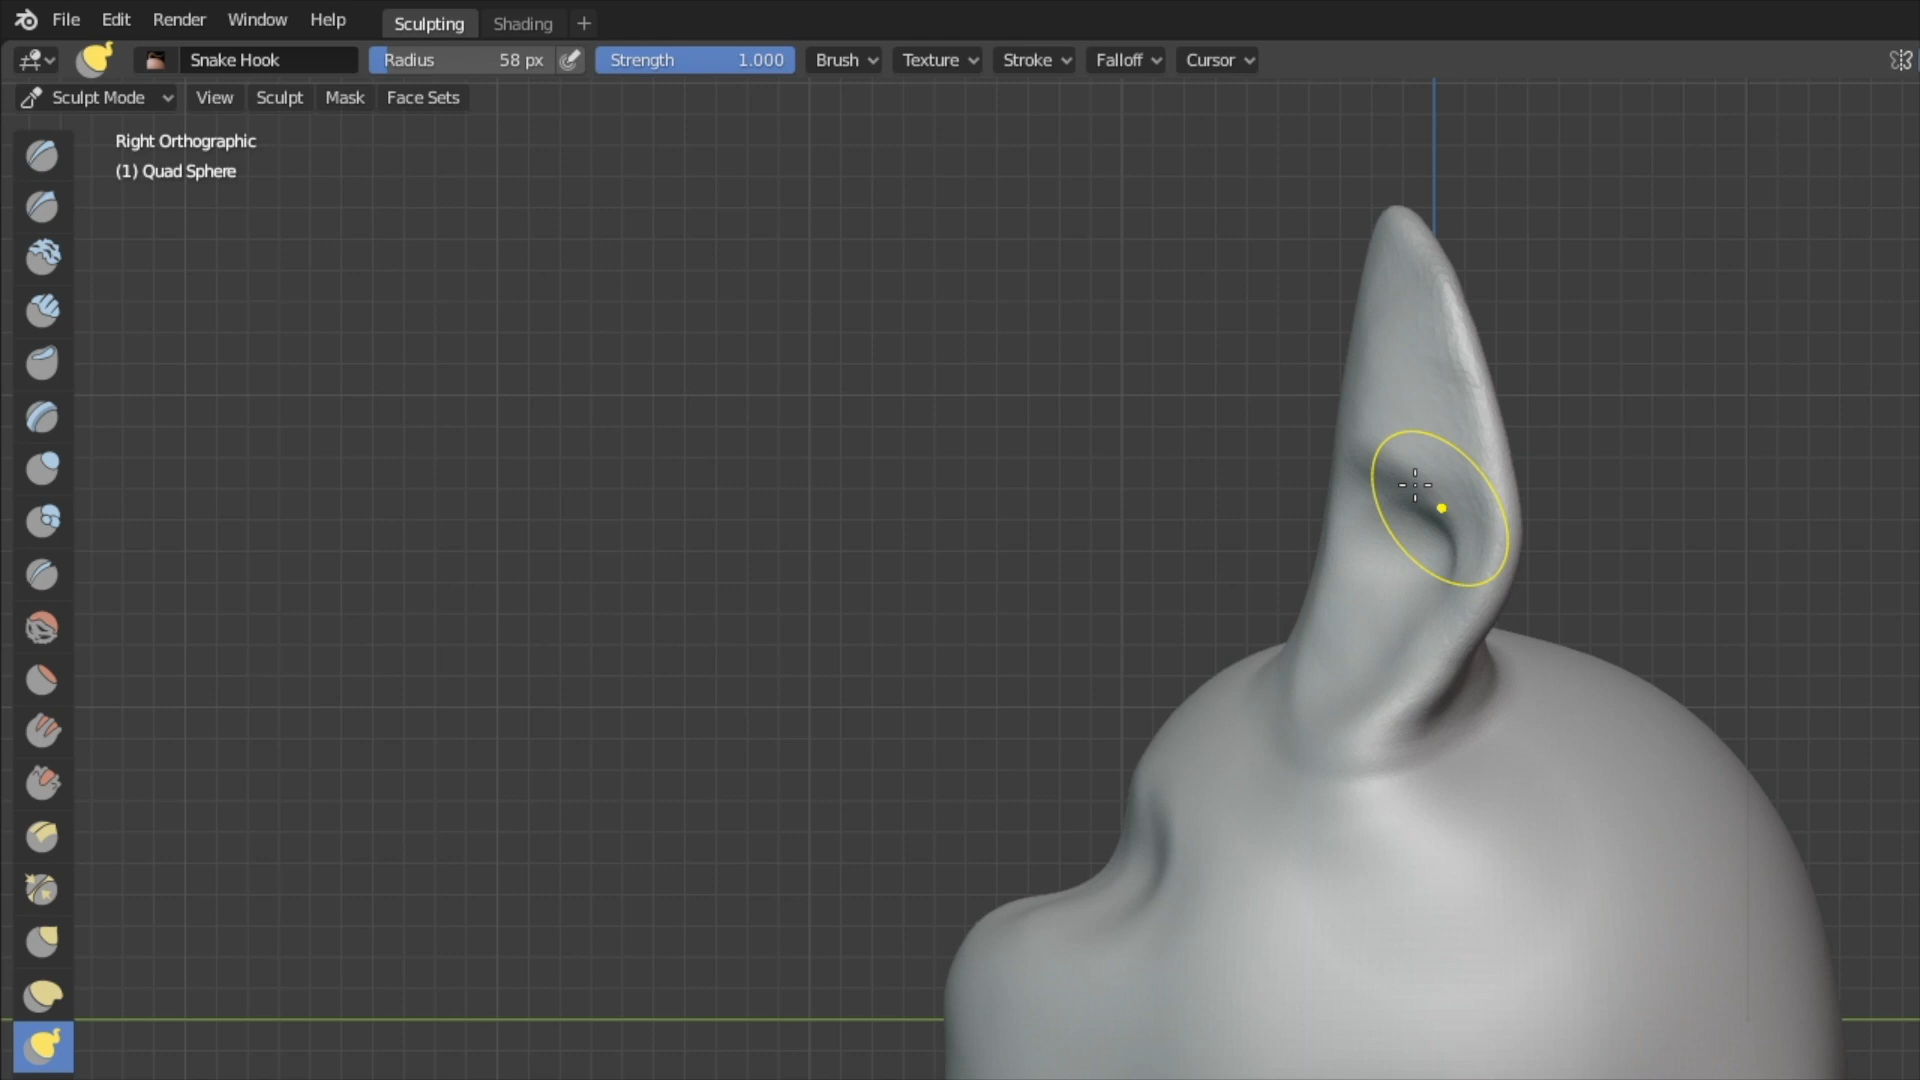 File Edit Render Window Help Sculpting Shading +
Snake Hook Radius 58 px Strength 1.000 Brush Texture Stroke Falloff Cursor
Sculpt Mode View Sculpt Mask Face Sets
Right Orthographic
(1) Quad Sphere